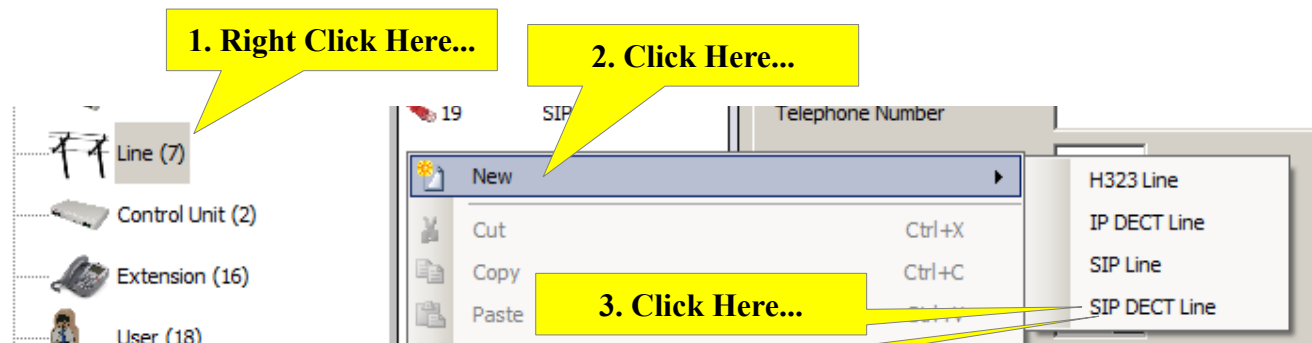 1. Right Click Here...
2. Click Here...
19 SIP
Telephone Number
Line (7)
New
H323 Line
Control Unit (2)
Cut Ctrl+X
IP DECT Line
Extension (16)
Copy Ctrl+C
SIP Line
3. Click Here...
Paste
SIP DECT Line
User (18)